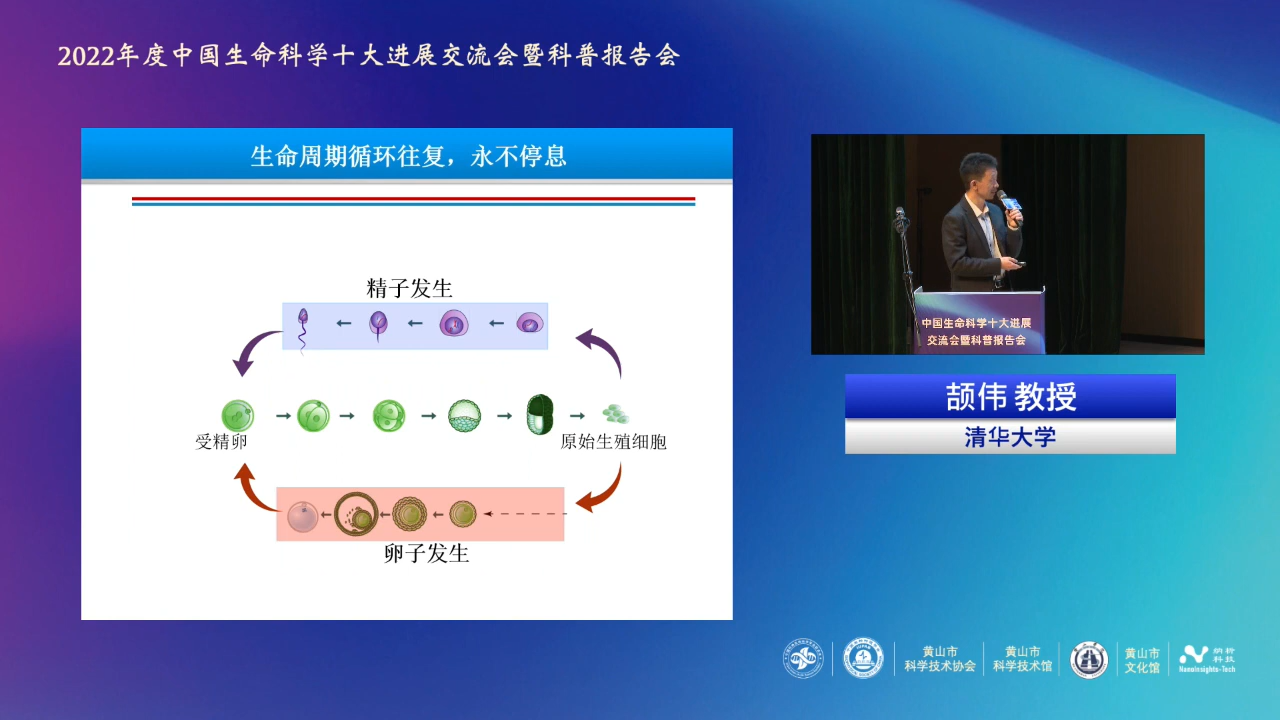 2022年度中国生命科学十大进展交流会暨科普报告会
生命周期循环往复，永不停息
精子发生
受精卵
原始生殖细胞
卵子发生
中国生命科学十大进展
交流会暨科普报告会
颉伟 教授
清华大学
黄山市
科学技术协会
黄山市
科学技术馆
黄山市
文化馆
纳析
科技
NanoInsights-Tech